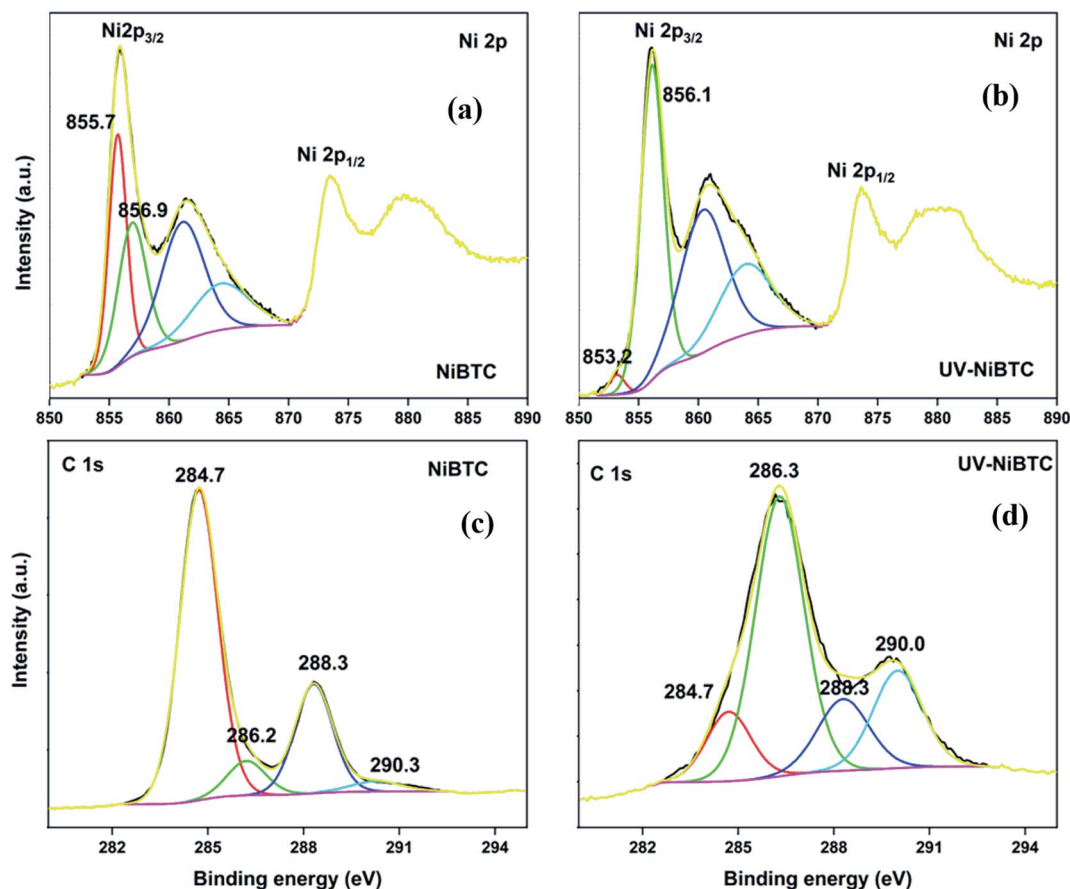 Ni2p3/2
Ni 2p
(a)
855.7
856.9
Ni 2p1/2
NiBTC
Intensity (a.u.)
850 855 860 865 870 875 880 885 890
Ni 2p3/2
Ni 2p
(b)
856.1
Ni 2p1/2
853,2
UV-NiBTC
850 855 860 865 870 875 880 885 890
C 1s
284.7
NiBTC
(c)
288.3
286.2
290.3
Intensity (a.u.)
282 285 288 291 294
Binding energy (eV)
C 1s
286.3
UV-NiBTC
(d)
290.0
284.7
288.3
282 285 288 291 294
Binding energy (eV)